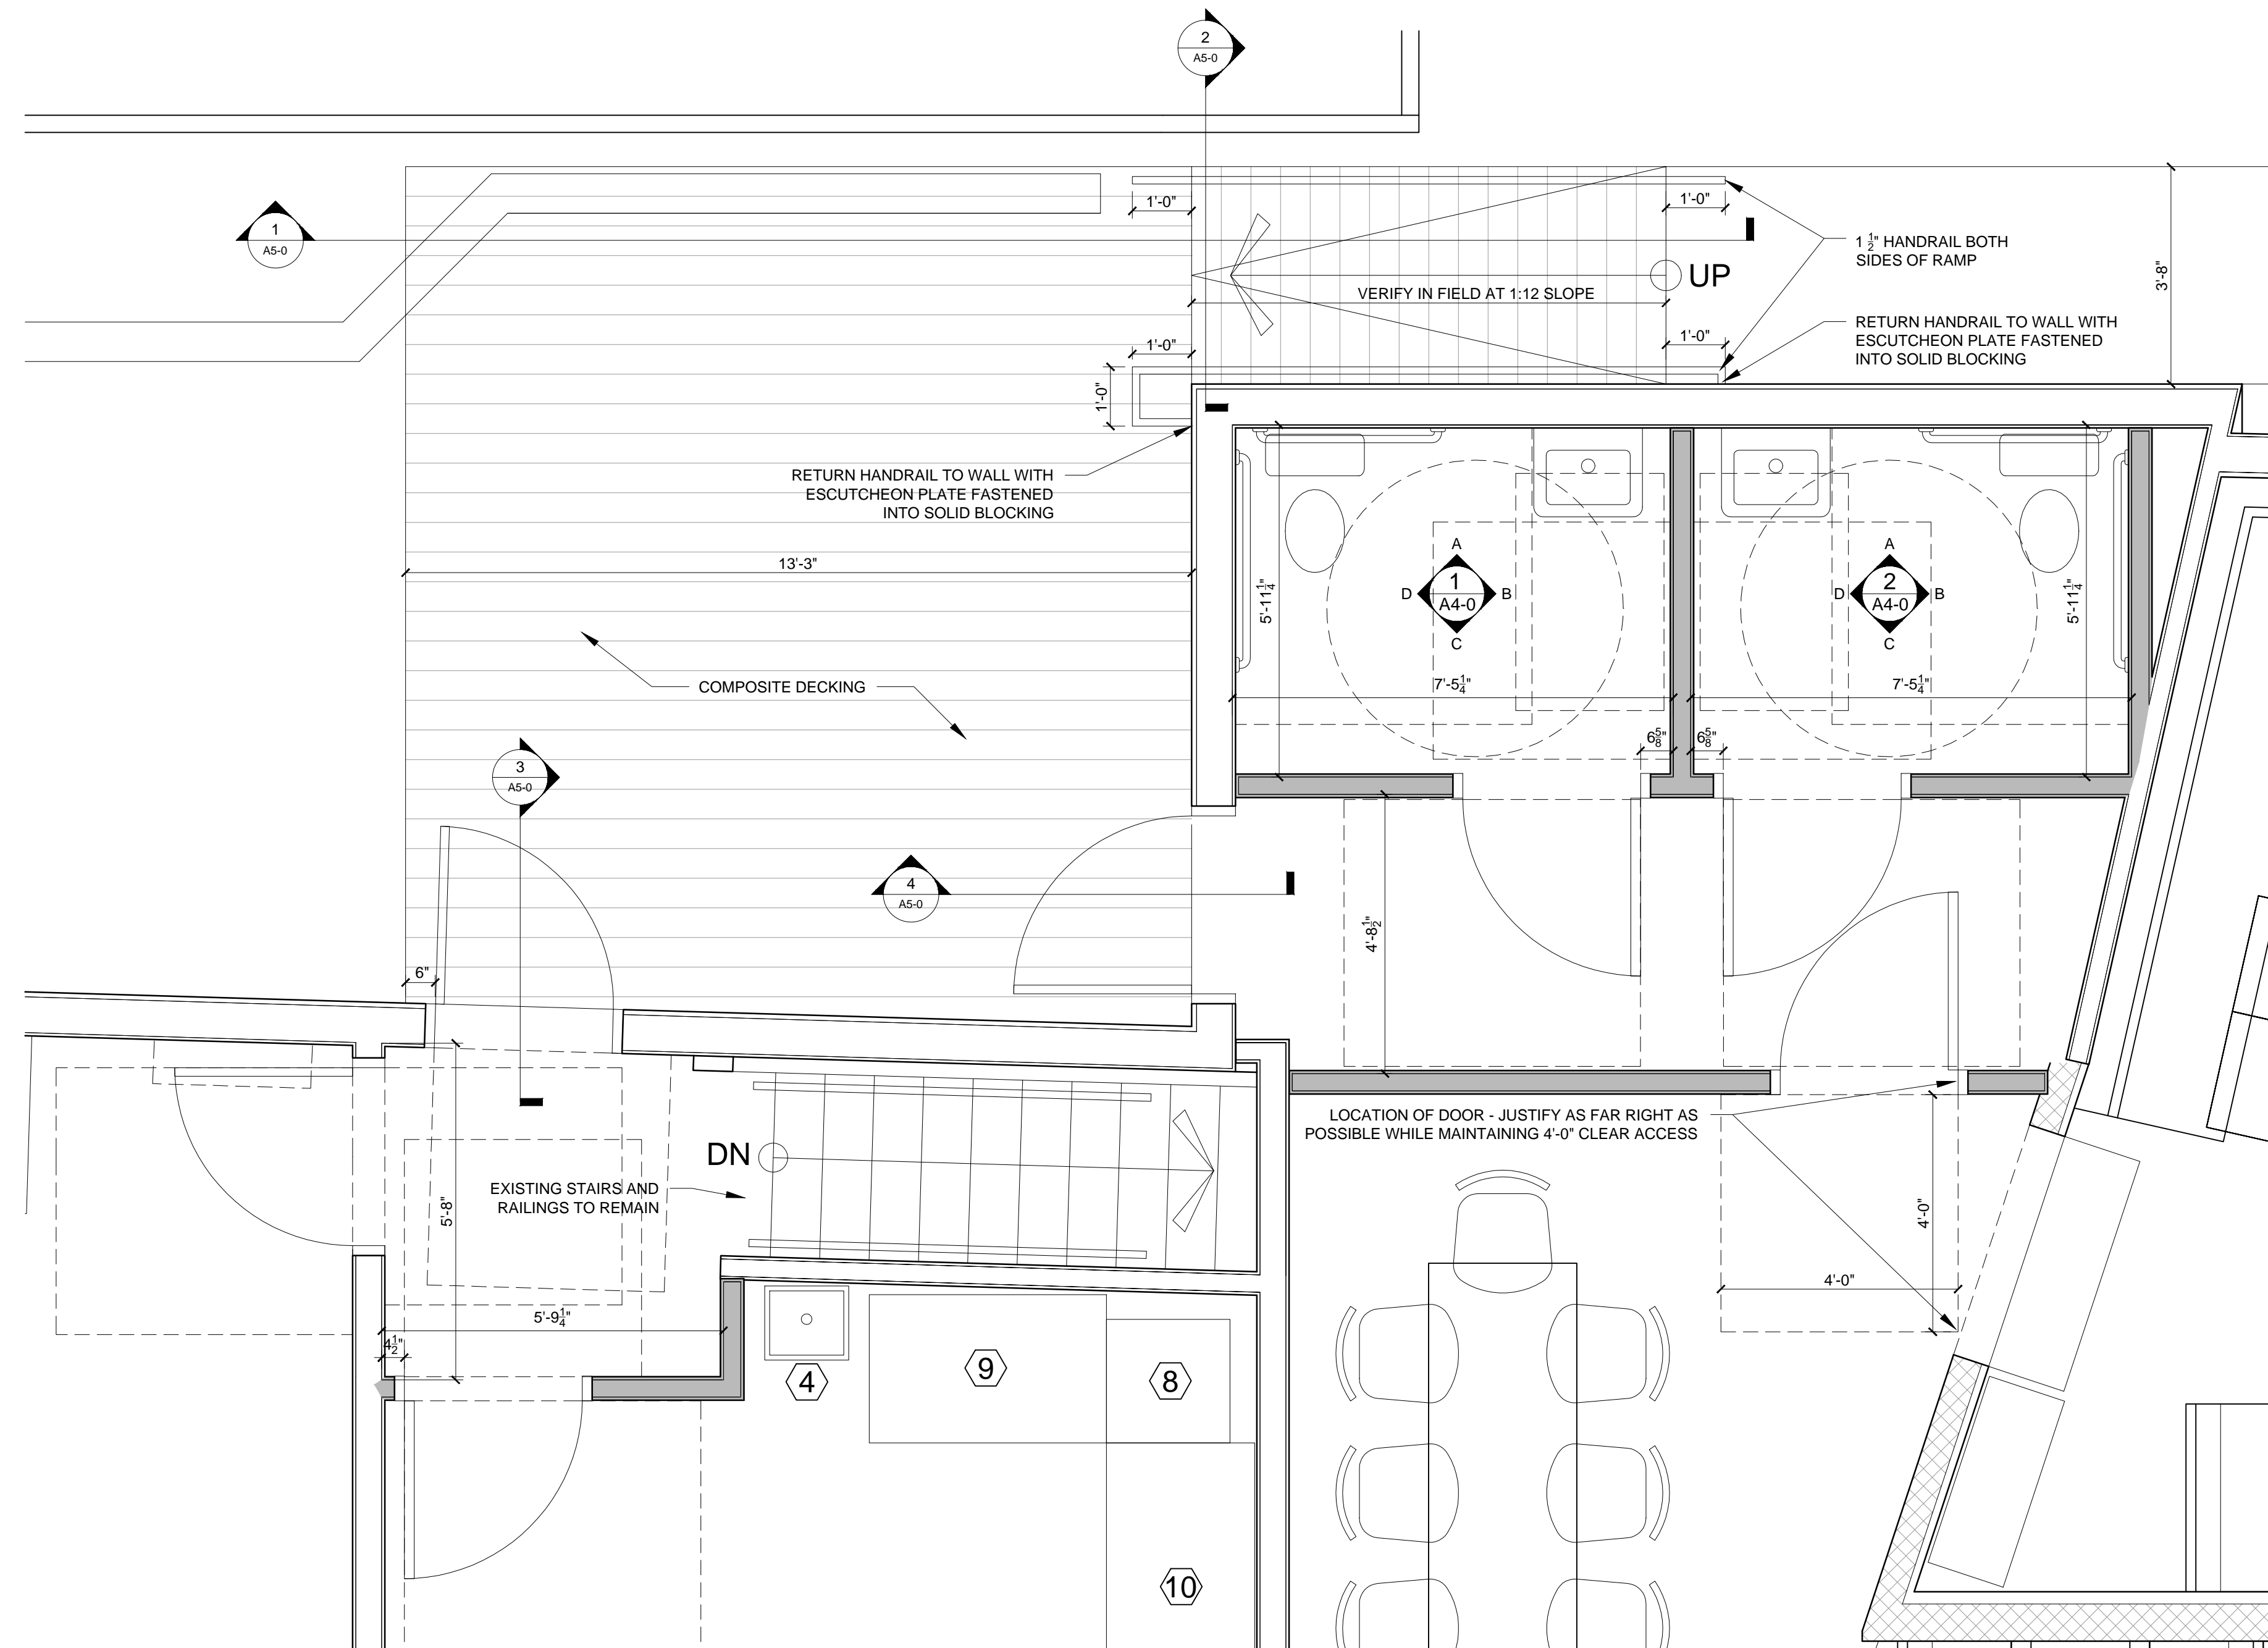 2
A5-0
1
A5-0
1'-0"
1'-0"
1 1/2" HANDRAIL BOTH
SIDES OF RAMP
3'-8"
UP
VERIFY IN FIELD AT 1:12 SLOPE
RETURN HANDRAIL TO WALL WITH
ESCUTCHEON PLATE FASTENED
INTO SOLID BLOCKING
1'-0"
1'-0"
1'-0"
RETURN HANDRAIL TO WALL WITH
ESCUTCHEON PLATE FASTENED
INTO SOLID BLOCKING
13'-3"
5'-11 1/4"
A
D
1
A4-0
B
C
A
D
2
A4-0
B
C
5'-11 1/4"
COMPOSITE DECKING
7'-5 1/4"
7'-5 1/4"
6 5/8"
6 5/8"
3
A5-0
4
A5-0
4'-8 1/2"
6"
LOCATION OF DOOR - JUSTIFY AS FAR RIGHT AS
POSSIBLE WHILE MAINTAINING 4'-0" CLEAR ACCESS
DN
EXISTING STAIRS AND
RAILINGS TO REMAIN
5'-8"
4'-0"
4'-0"
5'-9 1/4"
4 1/2"
4
9
8
10